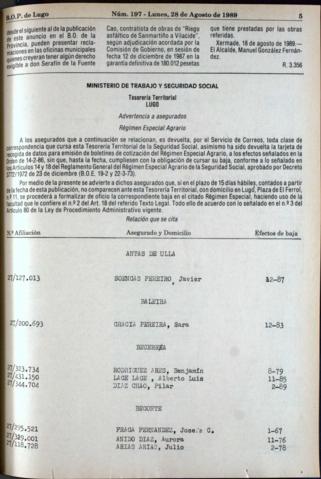 B.O.P. de Lugo Núm. 197 - Lunes, 28 de Agosto de 1989 5
desde el siguiente al de la publicación
de este anuncio en el B.O. de la
Provincia, pueden presentar recla-
maciones en las oficinas municipales
quienes creyeran tener algún derecho
exigible a don Serafín de la Fuente
Cao, contratista de obras de "Riego
asfáltico de Sanmartiño a Vilacide",
según adjudicación acordada por la
Comisión de Gobierno, en sesión de
fecha 12 de diciembre de 1967 en la
garantía definitiva de 180.012 pesetas
que tiene prestadas por las obras
referidas.
Xermade, 18 de agosto de 1989.—
El Alcalde, Manuel González Fernán-
dez.
R. 3.356
MINISTERIO DE TRABAJO Y SEGURIDAD SOCIAL
Tesorería Territorial
LUGO
Advertencia a asegurados
Régimen Especial Agrario
A los asegurados que a continuación se relacionan, es devuelta, por el Servicio de Correos, toda clase de
correspondencia que cursa esta Tesorería Territorial de la Seguridad Social, asimismo ha sido devuelta la tarjeta de
recogida de datos para emisión de boletines de cotización del Régimen Especial Agrario, a los efectos señalados en la
Orden de 14-2-86, sin que, hasta la fecha, cumpliesen con la obligación de cursar su baja, conforme a lo señalado en
los Artículos 14 y 18 del Reglamento General del Régimen Especial Agrario de la Seguridad Social, aprobado por Decreto
3772/1972 de 23 de diciembre (B.O.E. 19-2 y 22-3-73).
Por medio de la presente se advierte a dichos asegurados que, si en el plazo de 15 días hábiles, contados a partir
de la fecha de esta publicación, no comparecen ante esta Tesorería Territorial, con domicilio en Lugo, Plaza de El Ferrol,
n.º 11, se procederá a formalizar de oficio la correspondiente baja en el citado Régimen Especial, haciendo uso de la
facultad que le confiere el n.º 2 del Art. 18 del referido Texto Legal. Todo ello de acuerdo con lo señalado en el n.º 3 del
Artículo 80 de la Ley de Procedimiento Administrativo vigente.
Relación que se cita
N.º Afiliación Asegurado y Domicilio Efectos de baja
ANTAS DE ULLA
27/127.013 Javier 12-87
BALEIRA
27/200.693 GRACIA PEREIRA, Sara 12-83
BECERREA
27/323.734 RODRIGUEZ ARES, Benjamín 8-79
27/431.150 LAGE LAGE, Alberto Luis 11-85
27/344.704 DIAZ CHAO, Pilar 2-89
BEGONTE
27/295.521 FRAGA FERNANDEZ, 1-67
27/329.001 ANIDO DIAZ, Aurora 11-76
27/118.728 ARIAS ARIAS, Julio 2-78